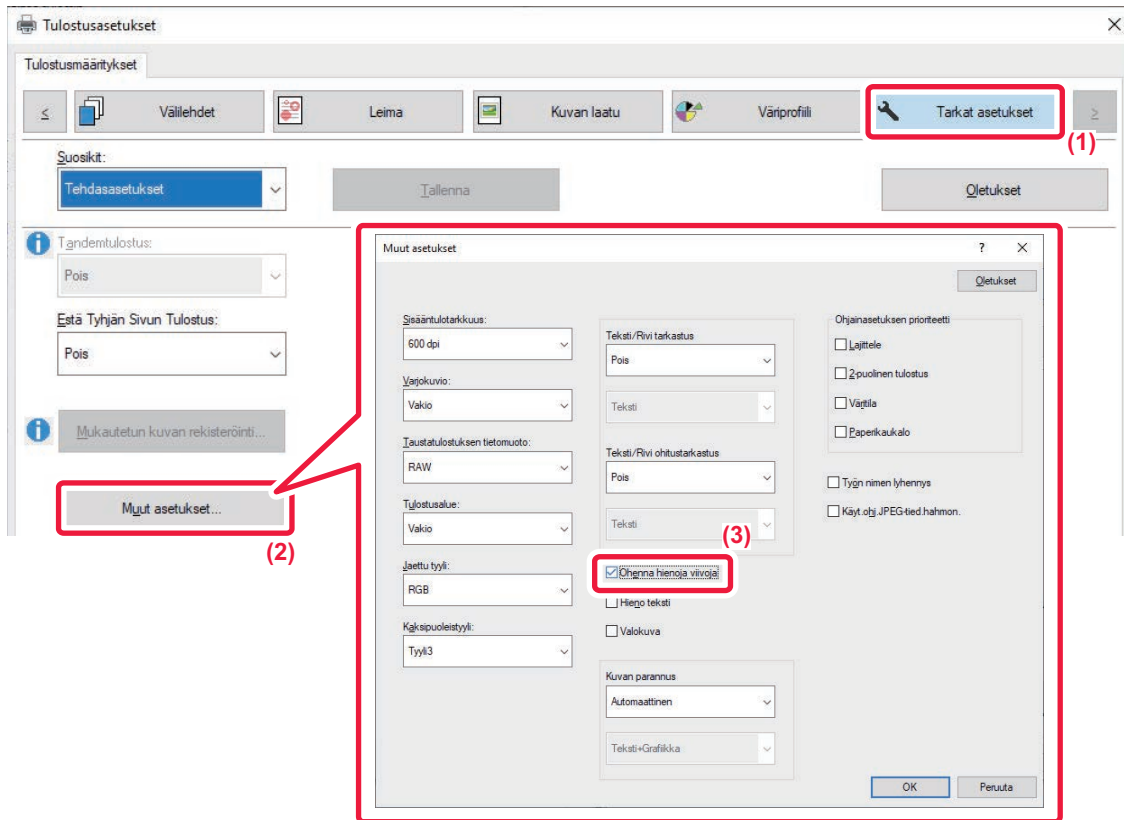 Tulostusasetukset
Tulostusmääritykset
≤ Välilehdet Leima Kuvan laatu Väriprofiili Tarkat asetukset ≥
(1)
Suosikit:
Tehdasasetukset Tallenna Oletukset
Tandemtulostus:
Pois
Estä Tyhjän Sivun Tulostus:
Pois
Mukautetun kuvan rekisteröinti...
Muut asetukset...
(2)
Muut asetukset ?
Oletukset
Sisääntulotarkkuus:
600 dpi
Varjokuvio:
Vakio
Taustatulostuksen tietomuoto:
RAW
Tulostusalue:
Vakio
Jaettu tyyli:
RGB
Kaksipuoleistyyli:
Tyyli3
Teksti/Rivi tarkastus
Pois
Teksti
Teksti/Rivi ohitustarkastus
Pois
Teksti
(3)
Ohenna hienoja viivoja
Hieno teksti
Valokuva
Kuvan parannus
Automaattinen
Teksti+Grafiikka
Ohjainasetuksen prioriteetti
Lajittele
2-puolinen tulostus
Väritila
Paperikaukalo
Työn nimen lyhennys
Käyt.ohj.JPEG-tied.hahmon.
OK Peruuta